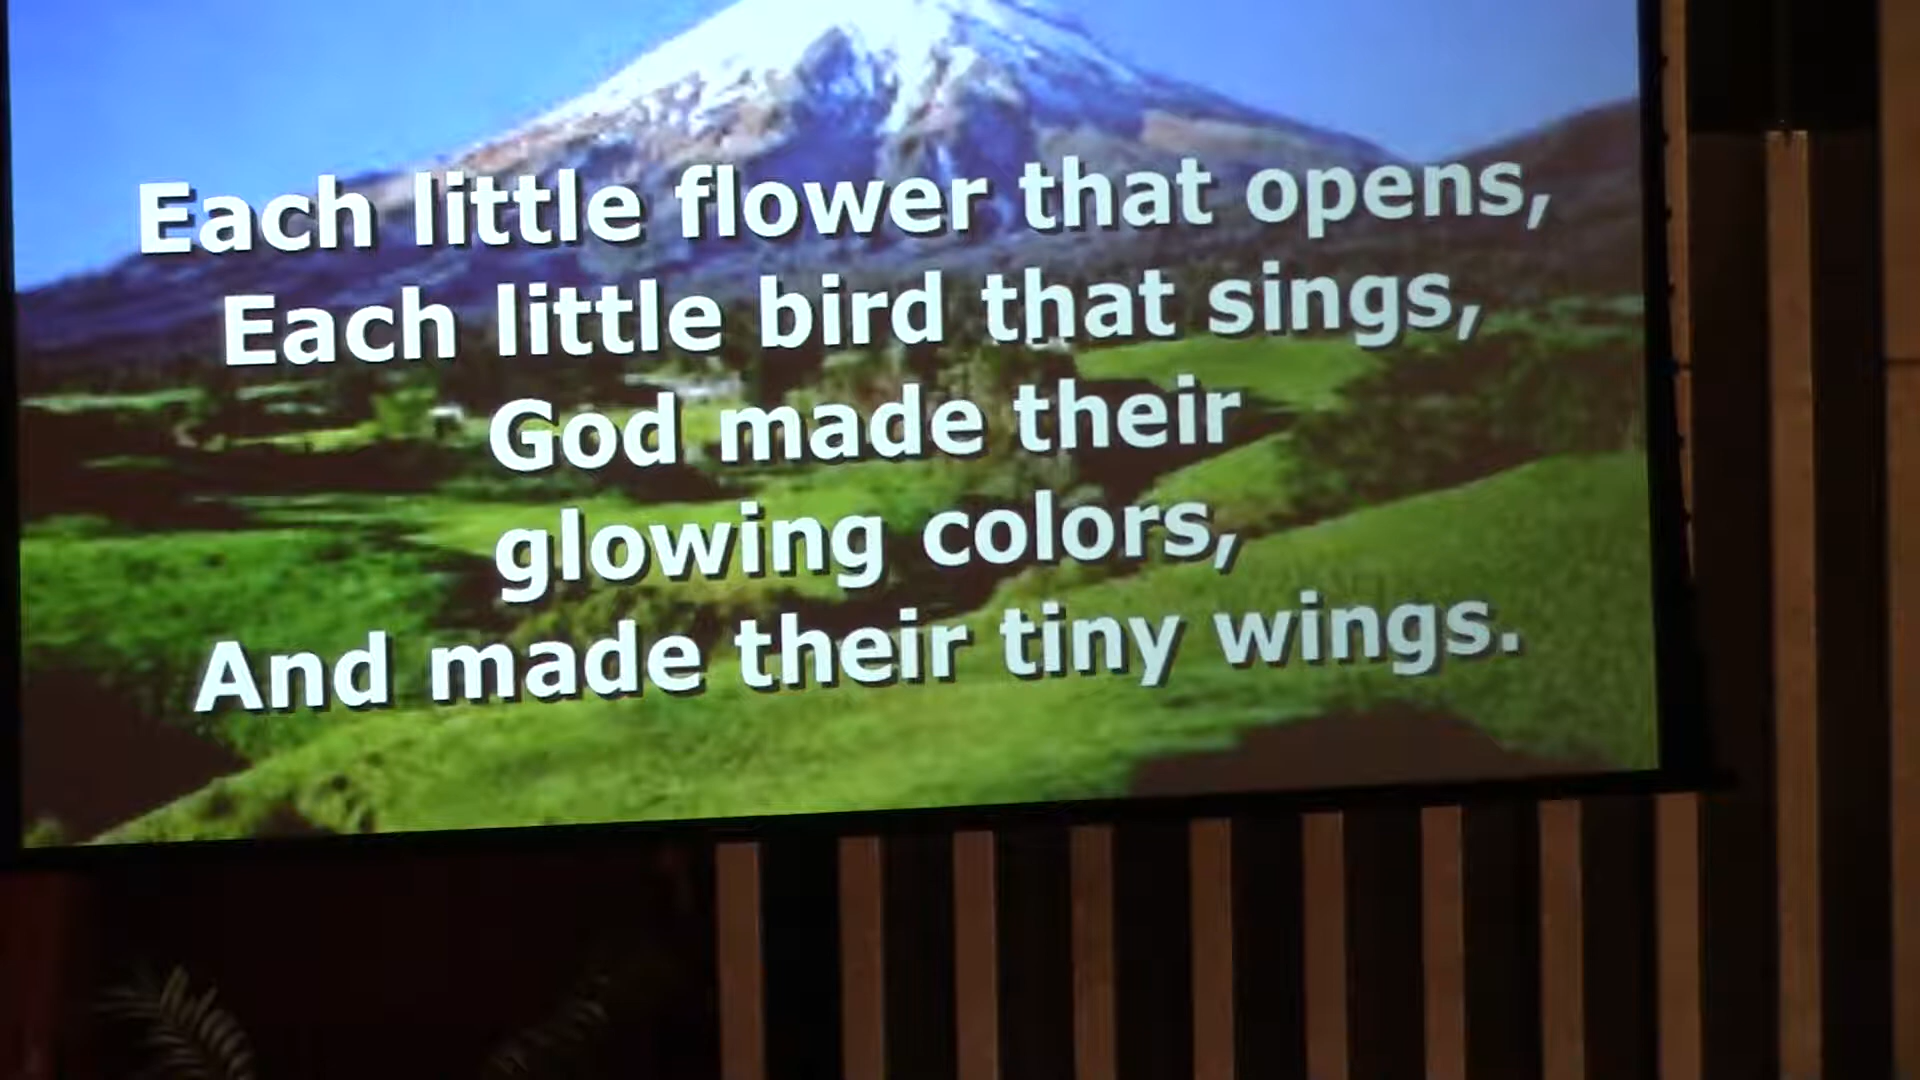 Each little flower that opens,
Each little bird that sings,
God made their
glowing colors,
And made their tiny wings.